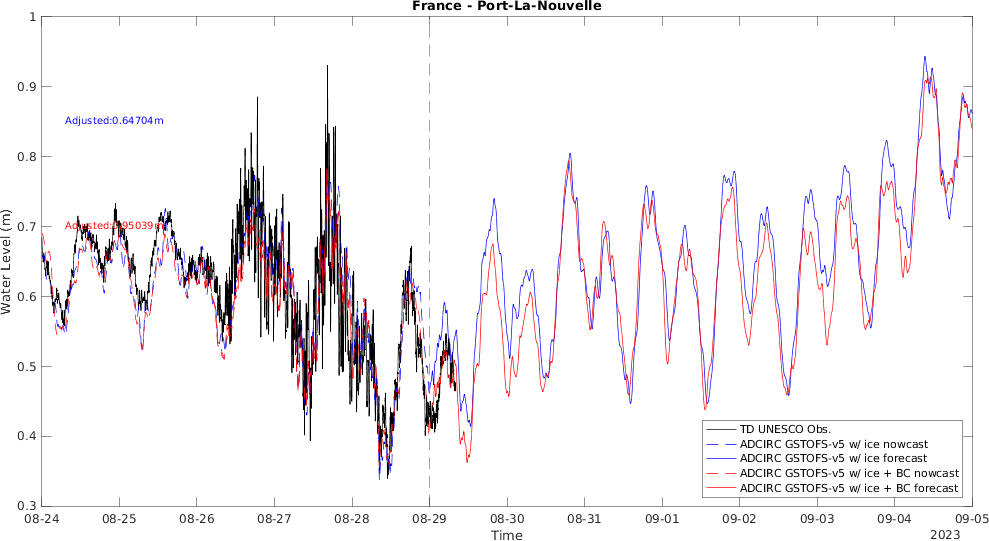 France - Port-La-Nouvelle
Water Level (m)
1
0.9
0.8
0.7
0.6
0.5
0.4
0.3
Adjusted:0.64704m
TD UNESCO Obs.
ADCIRC GSTOFS-v5 w/ ice nowcast
ADCIRC GSTOFS-v5 w/ ice forecast
ADCIRC GSTOFS-v5 w/ ice + BC nowcast
ADCIRC GSTOFS-v5 w/ ice + BC forecast
08-24 08-25 08-26 08-27 08-28 08-29 08-30 08-31 09-01 09-02 09-03 09-04 09-05
Time
2023